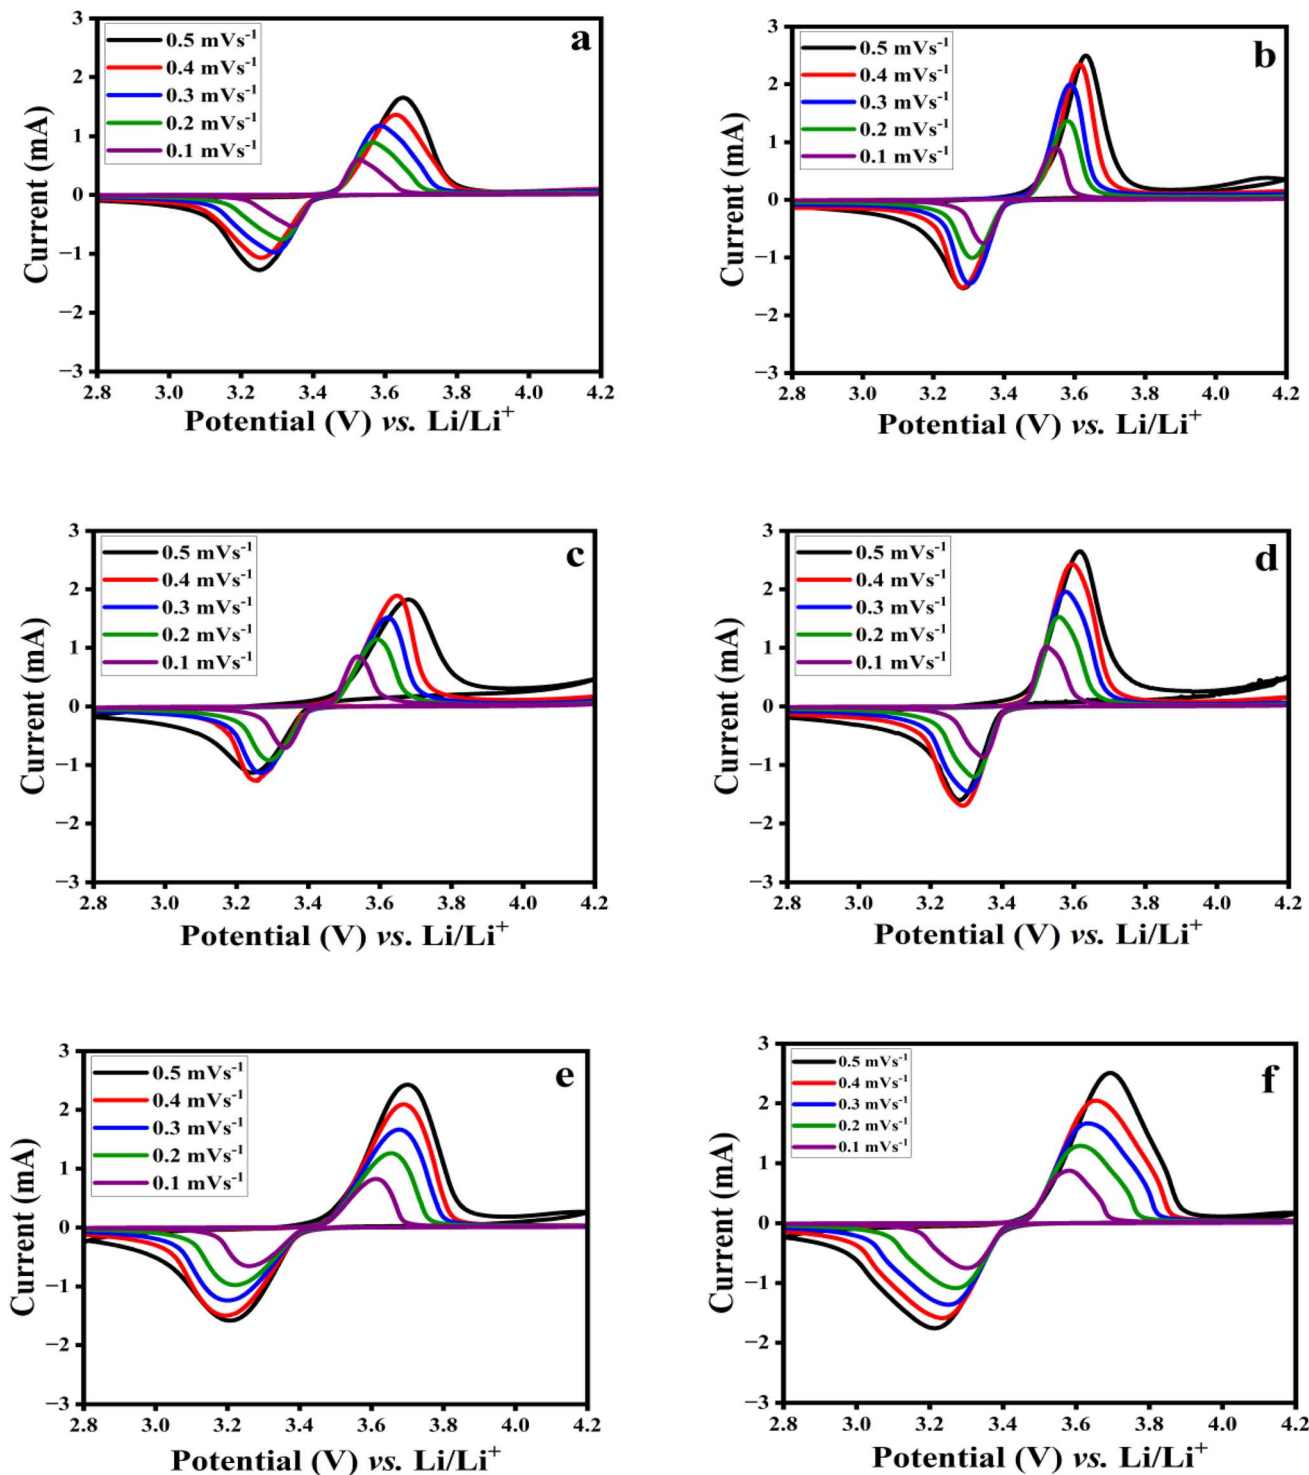 a
3
2
1
0
−1
−2
−3
Current (mA)
0.5 mVs⁻¹
0.4 mVs⁻¹
0.3 mVs⁻¹
0.2 mVs⁻¹
0.1 mVs⁻¹
2.8 3.0 3.2 3.4 3.6 3.8 4.0 4.2
Potential (V) vs. Li/Li⁺
b
3
2
1
0
−1
−2
−3
Current (mA)
0.5 mVs⁻¹
0.4 mVs⁻¹
0.3 mVs⁻¹
0.2 mVs⁻¹
0.1 mVs⁻¹
2.8 3.0 3.2 3.4 3.6 3.8 4.0 4.2
Potential (V) vs. Li/Li⁺
c
3
2
1
0
−1
−2
−3
Current (mA)
0.5 mVs⁻¹
0.4 mVs⁻¹
0.3 mVs⁻¹
0.2 mVs⁻¹
0.1 mVs⁻¹
2.8 3.0 3.2 3.4 3.6 3.8 4.0 4.2
Potential (V) vs. Li/Li⁺
d
3
2
1
0
−1
−2
−3
Current (mA)
0.5 mVs⁻¹
0.4 mVs⁻¹
0.3 mVs⁻¹
0.2 mVs⁻¹
0.1 mVs⁻¹
2.8 3.0 3.2 3.4 3.6 3.8 4.0 4.2
Potential (V) vs. Li/Li⁺
e
3
2
1
0
−1
−2
−3
Current (mA)
0.5 mVs⁻¹
0.4 mVs⁻¹
0.3 mVs⁻¹
0.2 mVs⁻¹
0.1 mVs⁻¹
2.8 3.0 3.2 3.4 3.6 3.8 4.0 4.2
Potential (V) vs. Li/Li⁺
f
3
2
1
0
−1
−2
−3
Current (mA)
0.5 mVs⁻¹
0.4 mVs⁻¹
0.3 mVs⁻¹
0.2 mVs⁻¹
0.1 mVs⁻¹
2.8 3.0 3.2 3.4 3.6 3.8 4.0 4.2
Potential (V) vs. Li/Li⁺